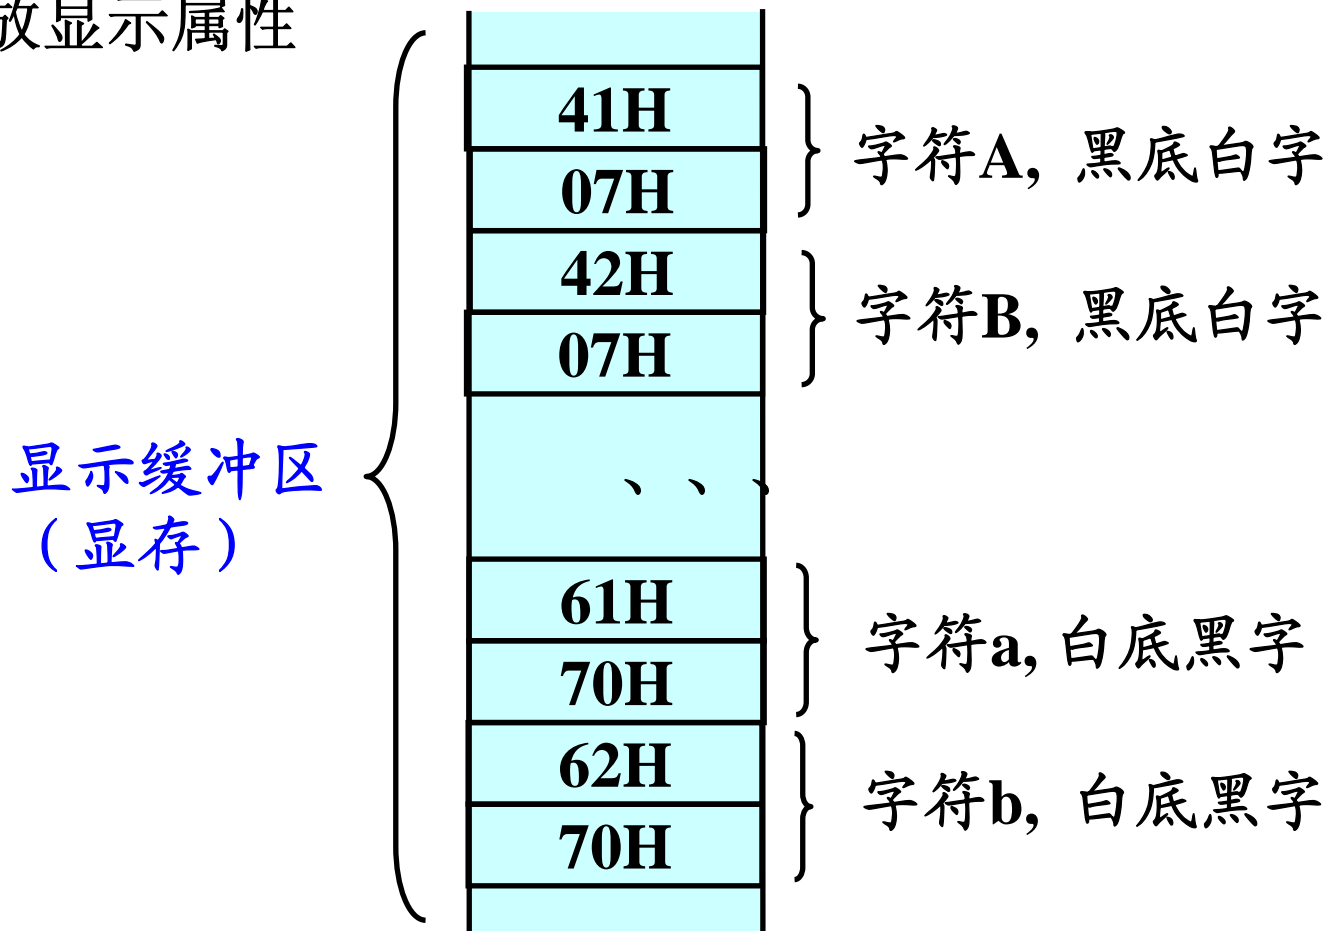 放显示属性
41H
07H
字符A, 黑底白字
42H
07H
字符B, 黑底白字
显示缓冲区
（显存）
、、、
61H
70H
字符a, 白底黑字
62H
70H
字符b, 白底黑字